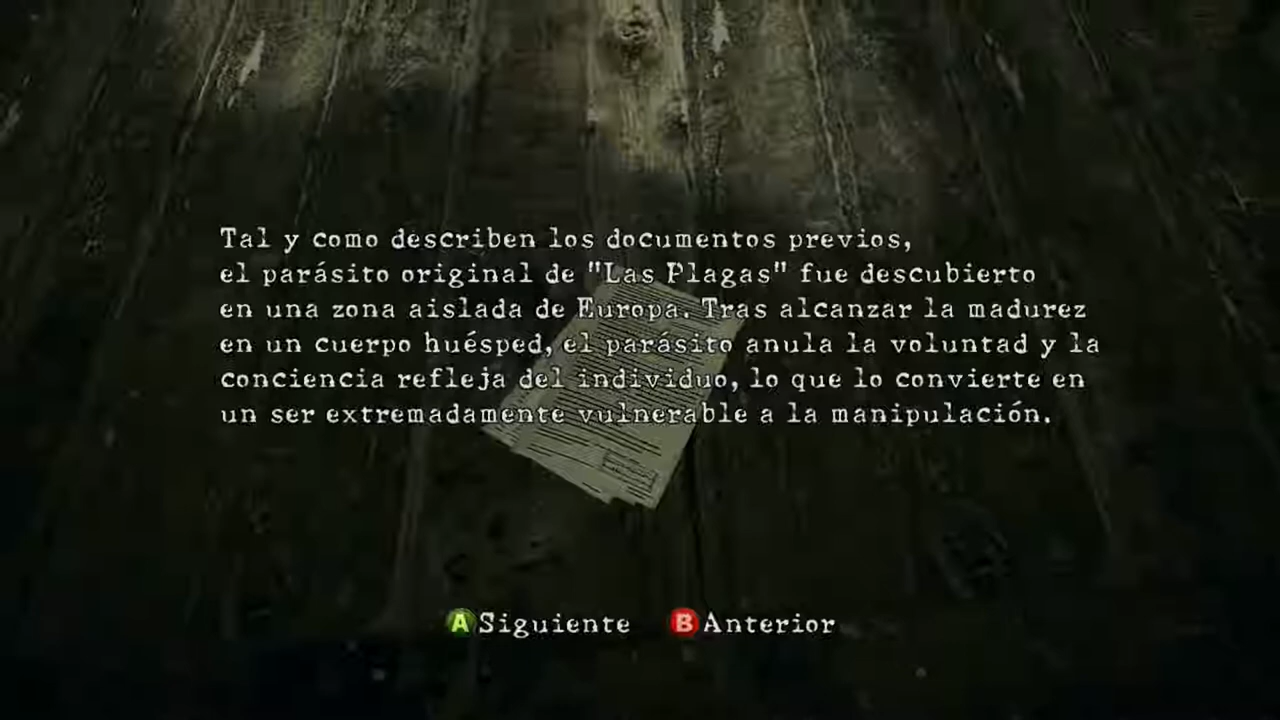 Tal y como describen los documentos previos,
el parásito original de "Las Plagas" fue descubierto
en una zona aislada de Europa. Tras alcanzar la madurez
en un cuerpo huésped, el parásito anula la voluntad y la
conciencia refleja del individuo, lo que lo convierte en
un ser extremadamente vulnerable a la manipulación.
A Siguiente B Anterior